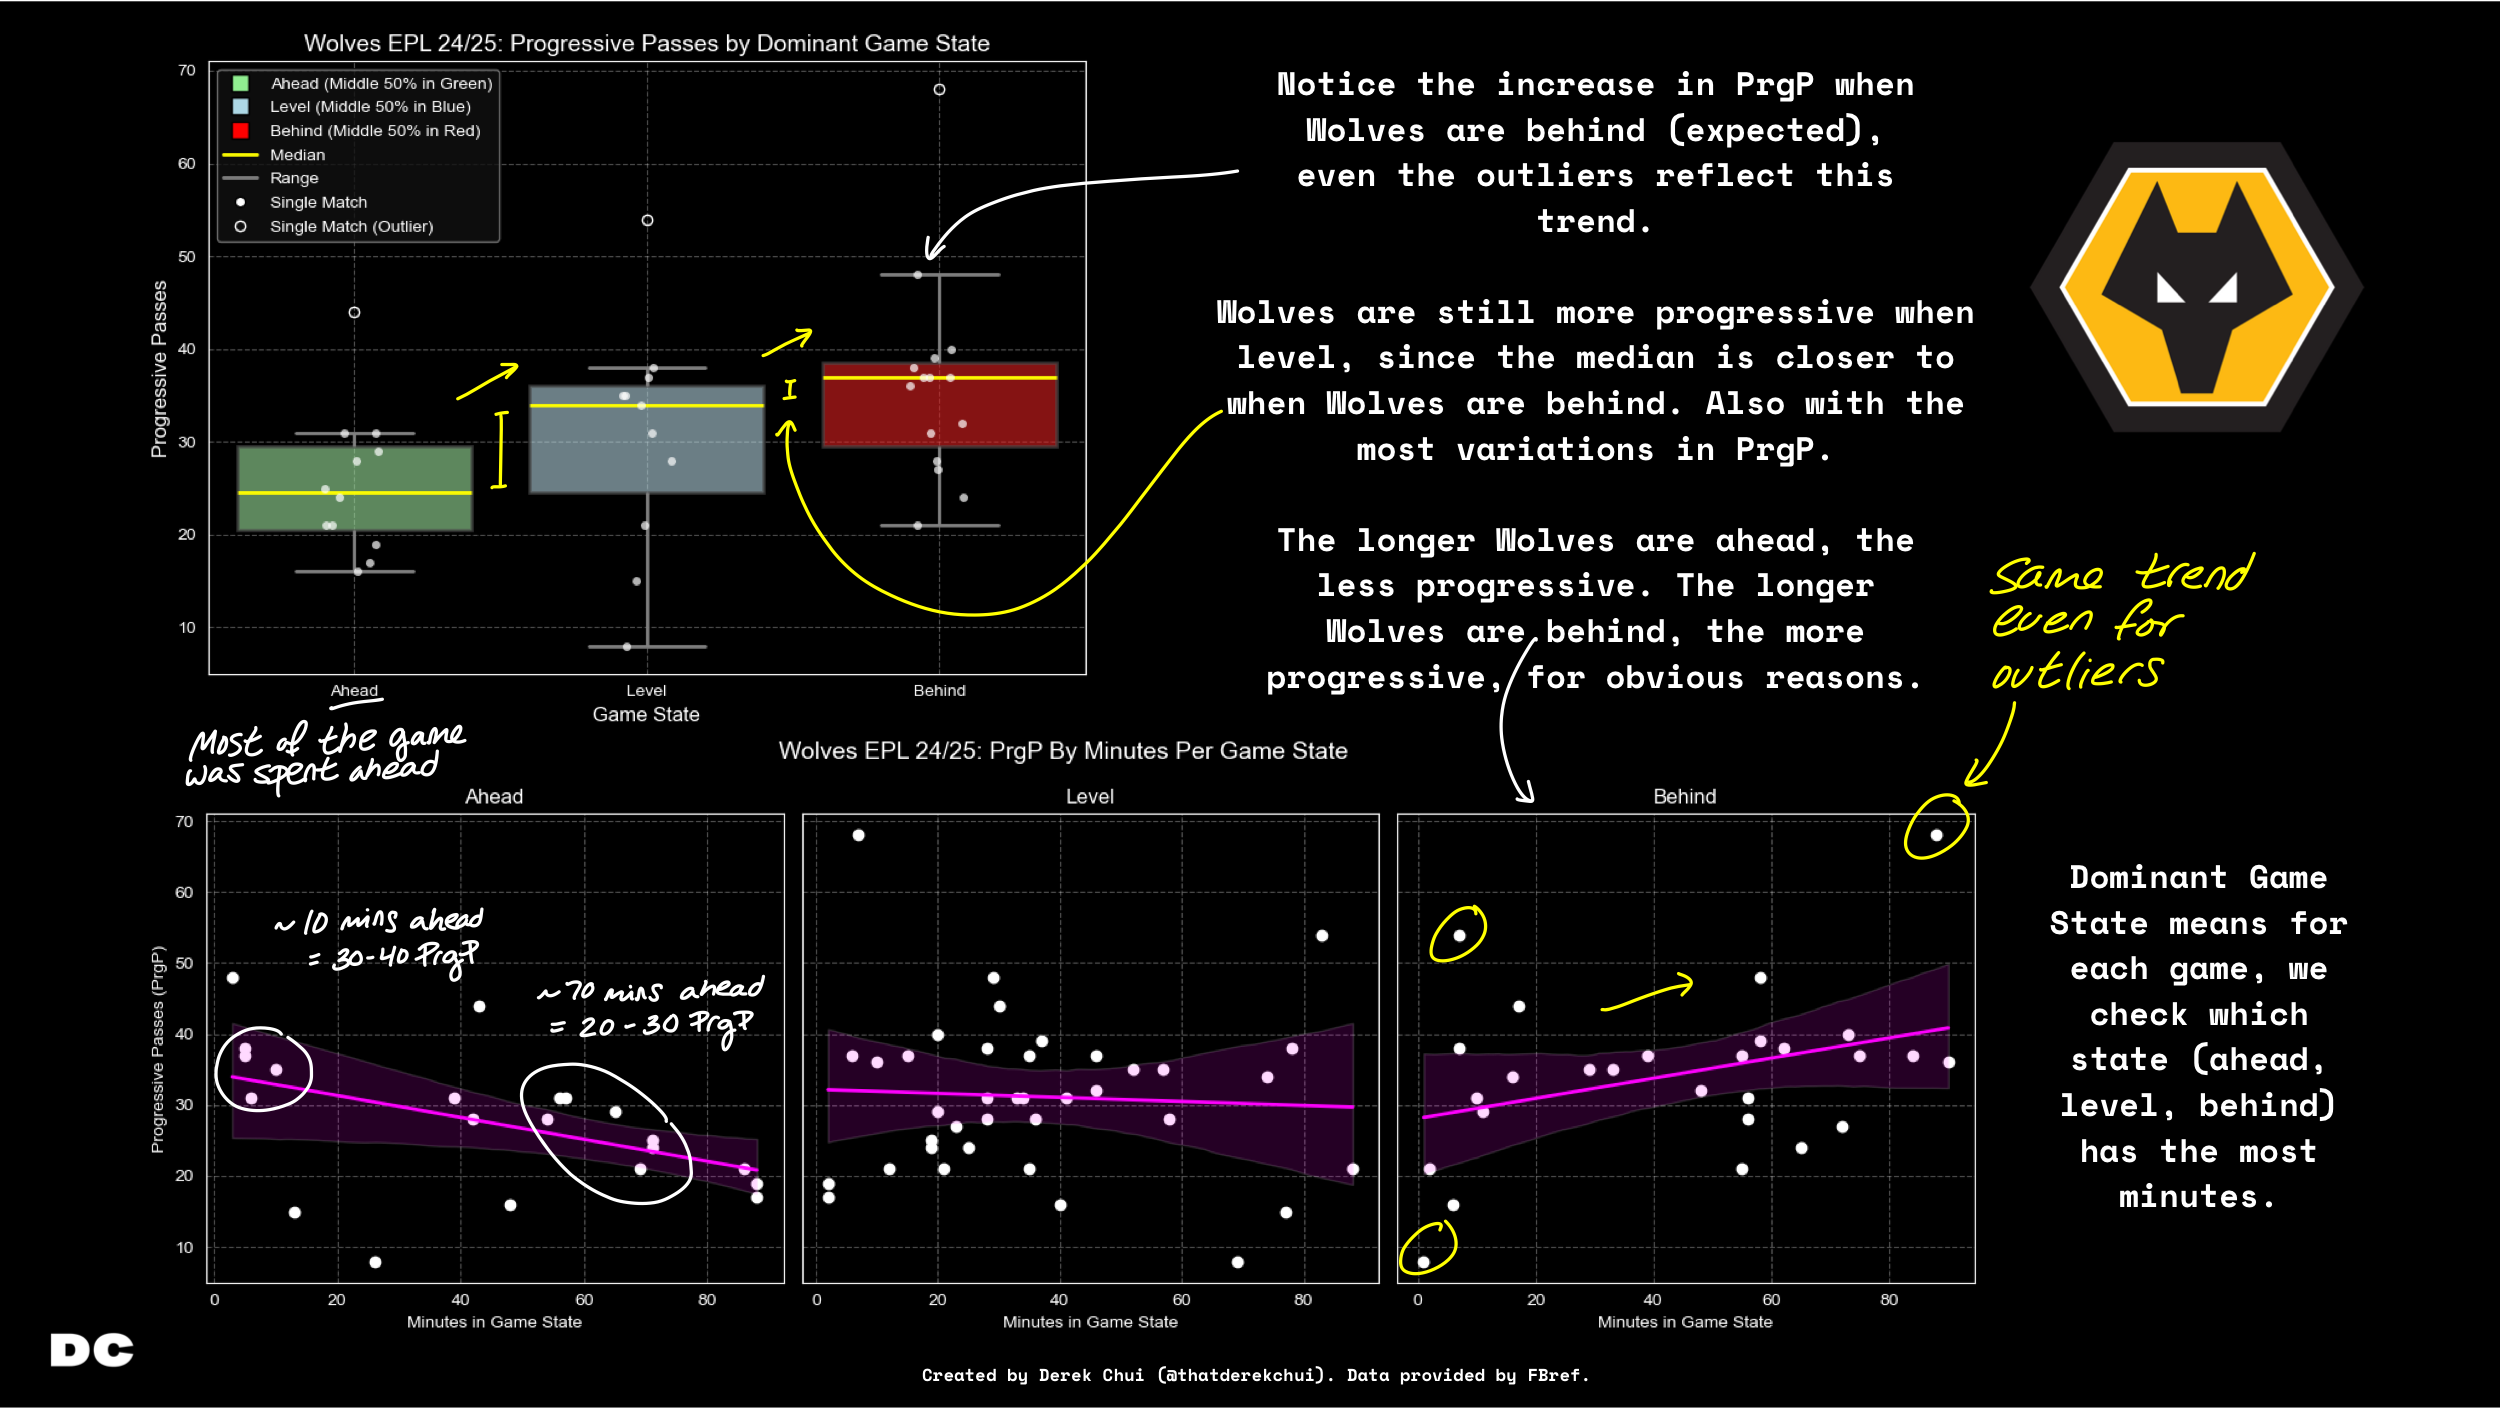 Wolves EPL 24/25: Progressive Passes by Dominant Game State
70
60
50
40
30
20
10
Progressive Passes
Ahead (Middle 50% in Green)
Level (Middle 50% in Blue)
Behind (Middle 50% in Red)
Median
Range
Single Match
Single Match (Outlier)
Ahead
Level
Behind
Game State
Most of the game
was spent ahead
Notice the increase in PrgP when
Wolves are behind (expected),
even the outliers reflect this
trend.
Wolves are still more progressive when
level, since the median is closer to
when Wolves are behind. Also with the
most variations in PrgP.
The longer Wolves are ahead, the
less progressive. The longer
Wolves are behind, the more
progressive, for obvious reasons.
Same trend
even for
outliers
Wolves EPL 24/25: PrgP By Minutes Per Game State
Ahead
Level
Behind
70
60
50
40
30
20
10
Progressive Passes (PrgP)
~10 mins ahead
= 30-40 PrgP
~70 mins ahead
= 20-30 PrgP
0 20 40 60 80
Minutes in Game State
0 20 40 60 80
Minutes in Game State
0 20 40 60 80
Minutes in Game State
Dominant Game
State means for
each game, we
check which
state (ahead,
level, behind)
has the most
minutes.
DC
Created by Derek Chui (@thatderekchui). Data provided by FBref.